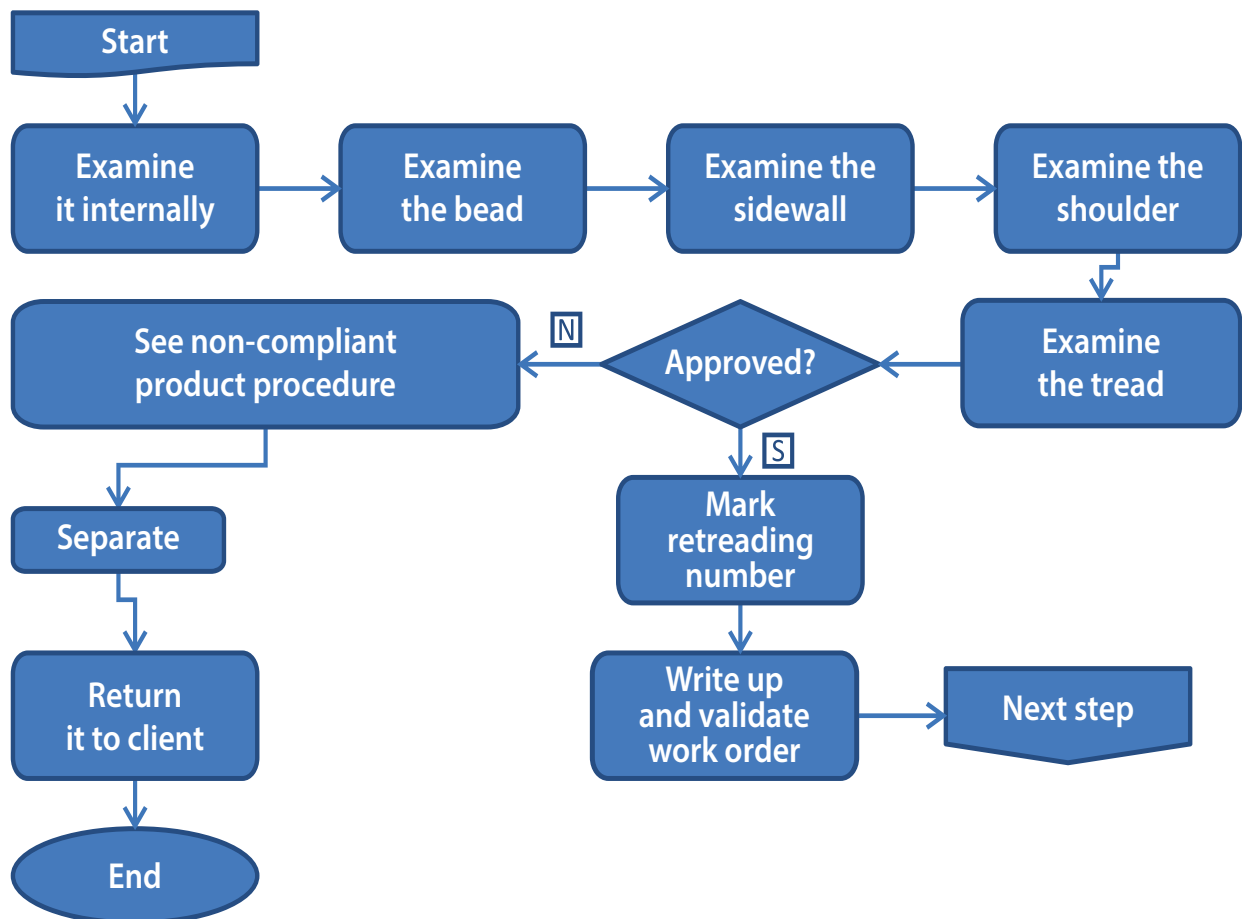 Start
Examine
it internally
Examine
the bead
Examine the
sidewall
Examine the
shoulder
See non-compliant
product procedure
N
Approved?
Examine
the tread
S
Mark
retreading
number
Separate
Write up
and validate
work order
Next step
Return
it to client
End